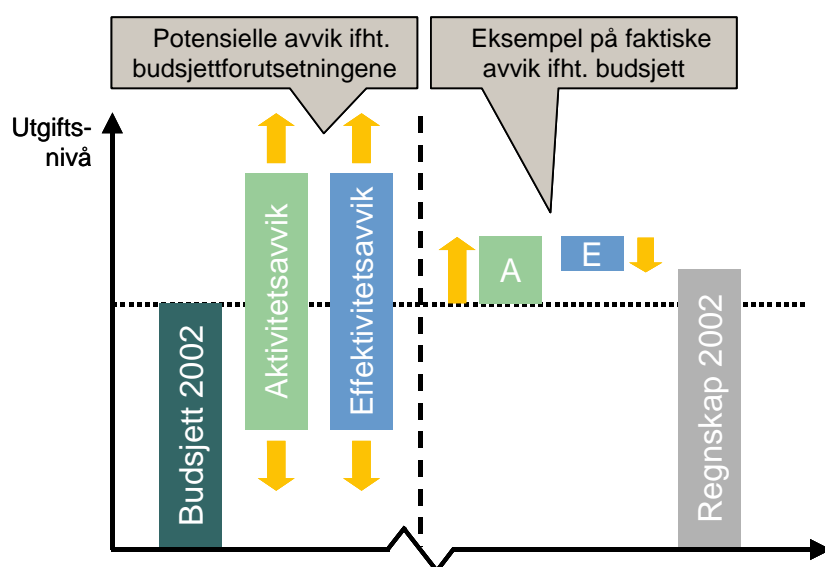 Potensielle avvik ifht.
budsjettforutsetningene
Eksempel på faktiske
avvik ifht. budsjett
Utgifts-
nivå
Budsjett 2002
Aktivitetsavvik
Effektivitetsavvik
A
E
Regnskap 2002